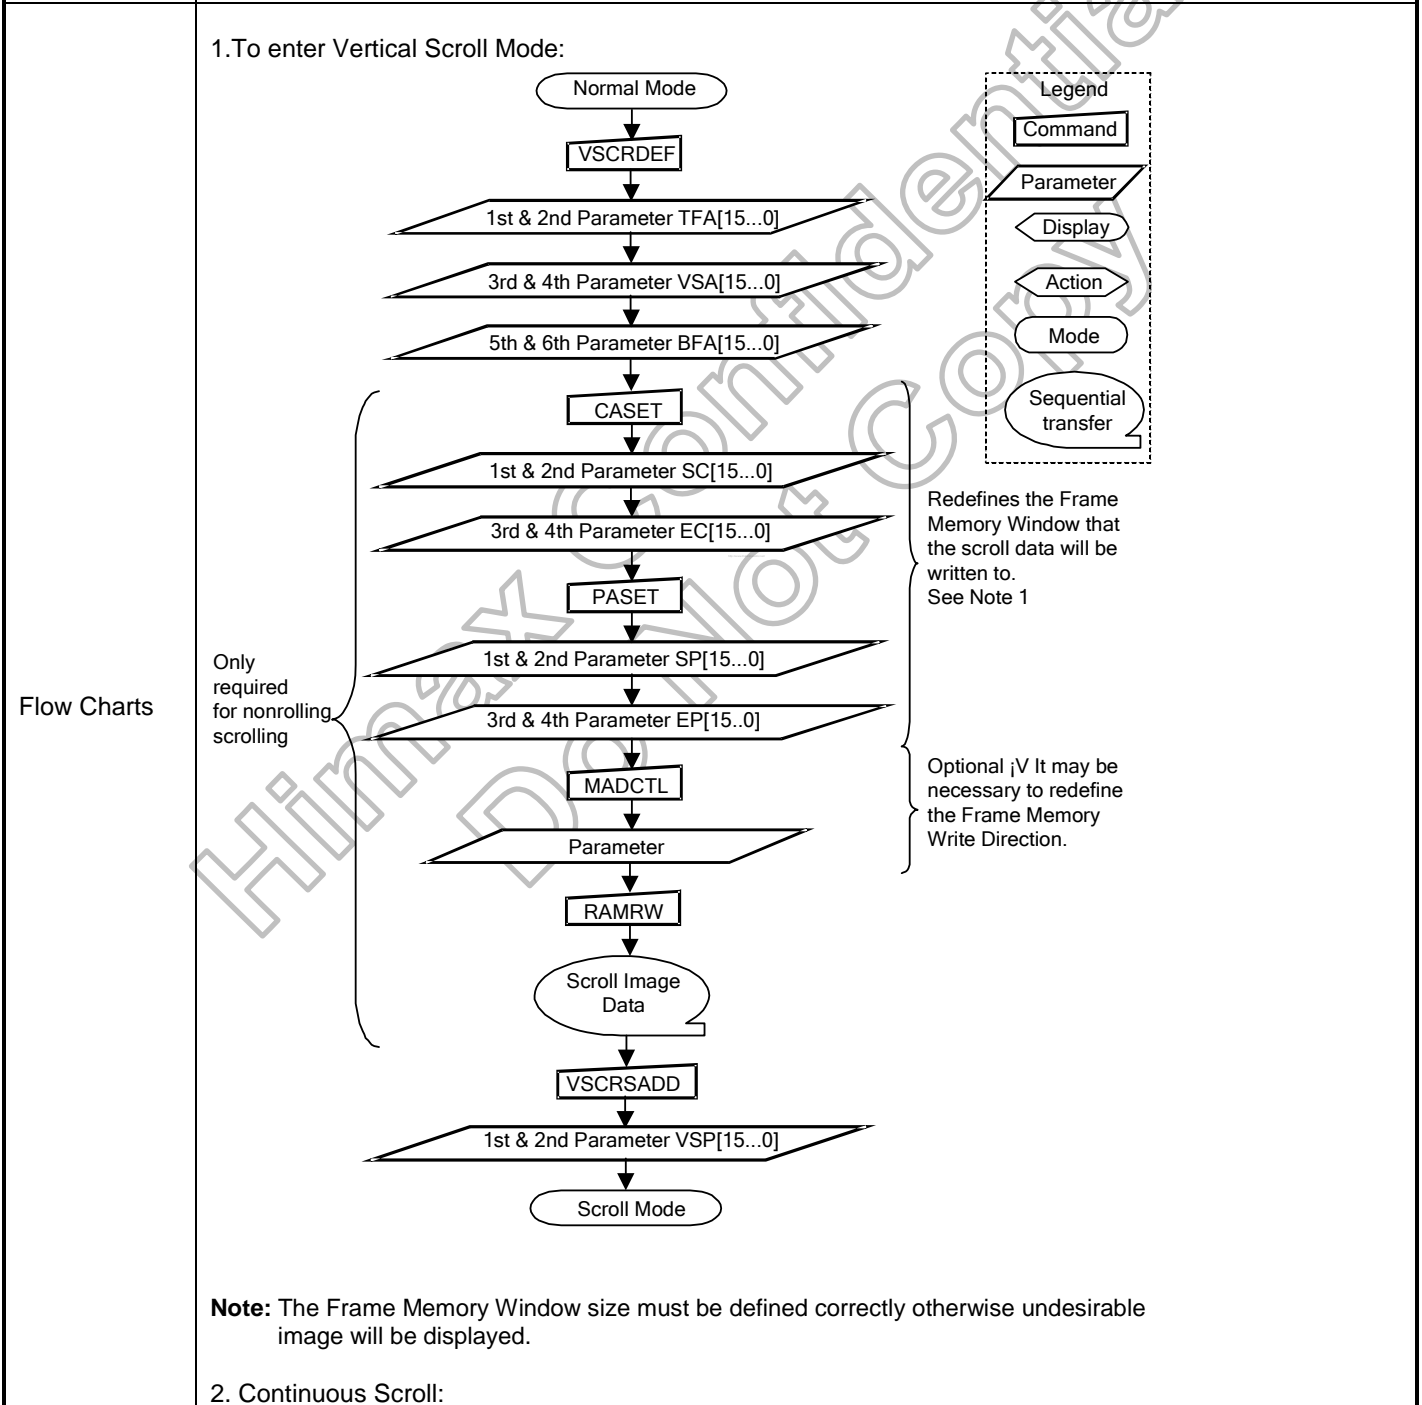 1.To enter Vertical Scroll Mode:
Normal Mode
VSCRDEF
1st & 2nd Parameter TFA[15...0]
3rd & 4th Parameter VSA[15...0]
5th & 6th Parameter BFA[15...0]
CASET
1st & 2nd Parameter SC[15...0]
3rd & 4th Parameter EC[15...0]
PASET
1st & 2nd Parameter SP[15...0]
3rd & 4th Parameter EP[15..0]
MADCTL
Parameter
RAMRW
Scroll Image
Data
VSCRSADD
1st & 2nd Parameter VSP[15...0]
Scroll Mode
Legend
Command
Parameter
Display
Action
Mode
Sequential
transfer
Redefines the Frame
Memory Window that
the scroll data will be
written to.
See Note 1
Optional ¡V It may be
necessary to redefine
the Frame Memory
Write Direction.
Only
required
for nonrolling
scrolling
Flow Charts
Note: The Frame Memory Window size must be defined correctly otherwise undesirable
image will be displayed.
2. Continuous Scroll:
Himax Confidential
Do Not Copy